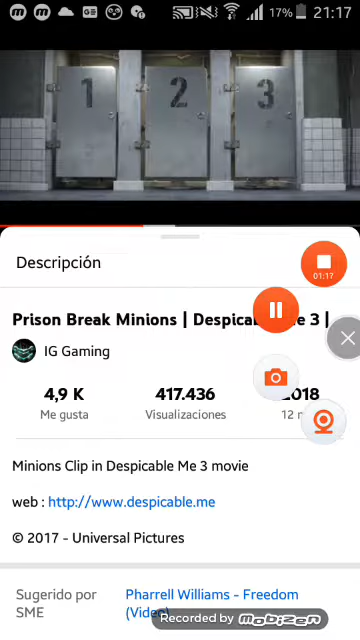 17% 21:17
1 2 3
Descripción
01:17
Prison Break Minions | Despica Me 3 |
IG Gaming
4,9 K 417.436 2018
Me gusta Visualizaciones 12 m
Minions Clip in Despicable Me 3 movie
web : http://www.despicable.me
© 2017 - Universal Pictures
Sugerido por Pharrell Williams - Freedom
SME (Video)
Recorded by mobizen